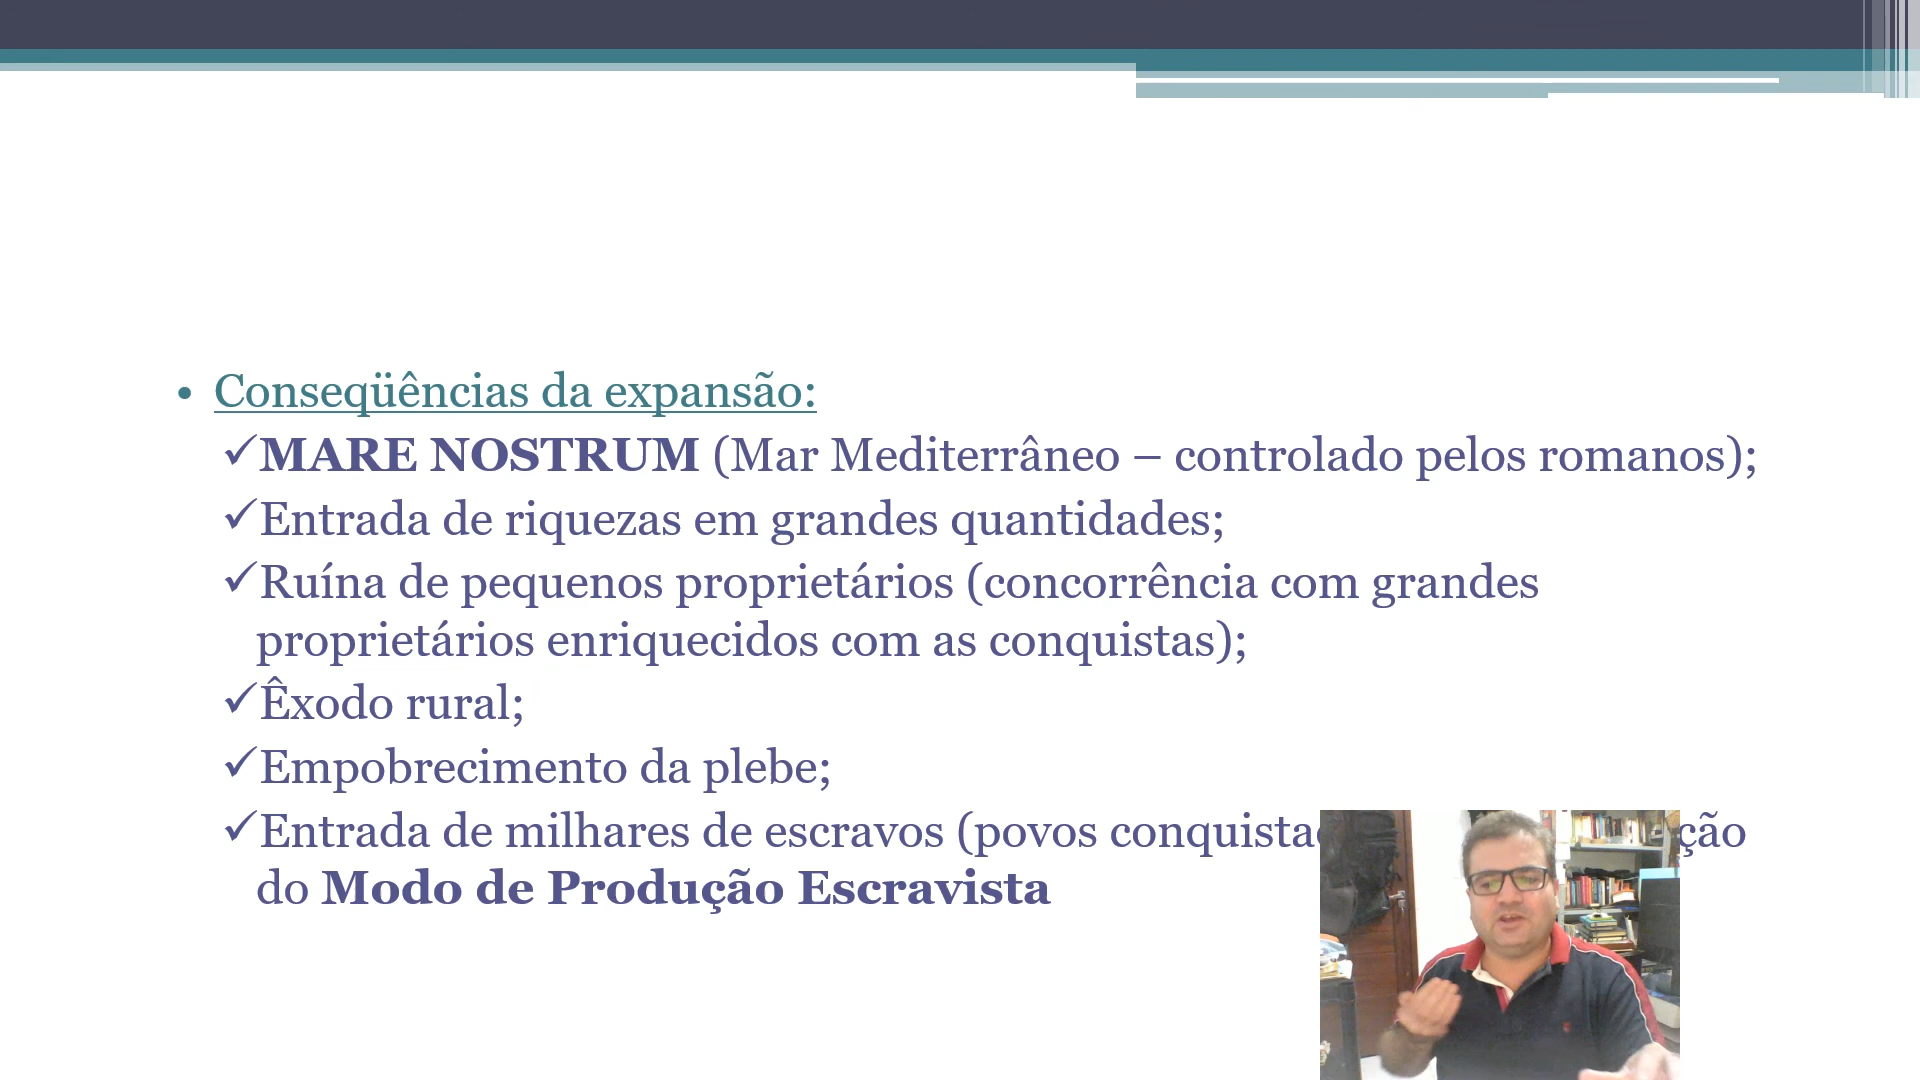 • Conseqüências da expansão:
✓MARE NOSTRUM (Mar Mediterrâneo – controlado pelos romanos);
✓Entrada de riquezas em grandes quantidades;
✓Ruína de pequenos proprietários (concorrência com grandes
proprietários enriquecidos com as conquistas);
✓Êxodo rural;
✓Empobrecimento da plebe;
✓Entrada de milhares de escravos (povos
do Modo de Produção Escravista